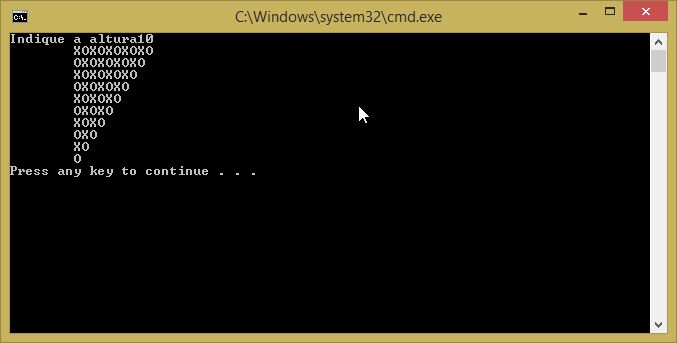 C:\Windows\system32\cmd.exe
Indique a altura10
XOXOXOXOXO
OXOXOXOXO
XOXOXOXO
OXOXOXO
XOXOXO
OXOXO
XOXO
OXO
XO
O
Press any key to continue . . .